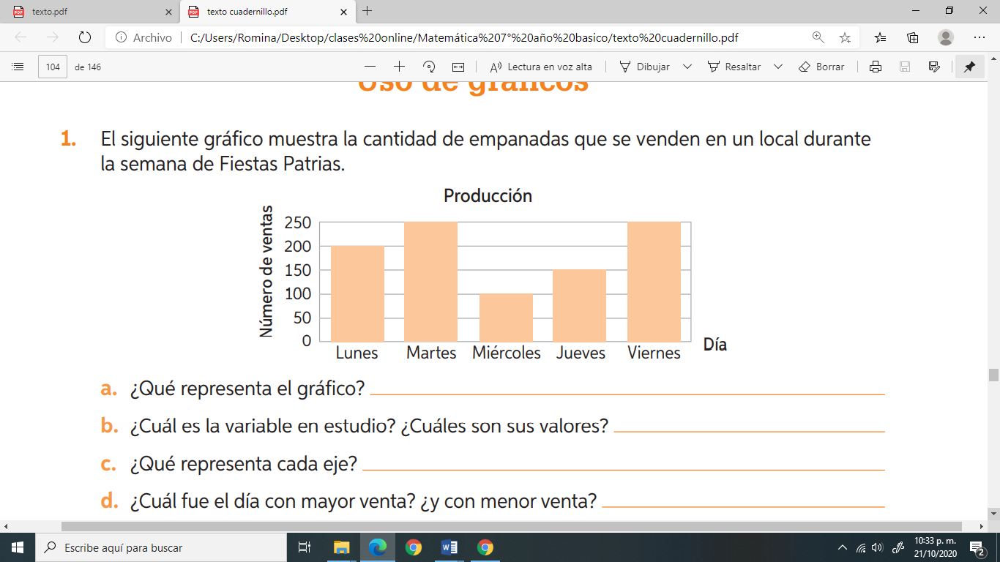 texto.pdf
texto cuadernillo.pdf
Archivo
C:/Users/Romina/Desktop/clases%20online/Matemática%207°%20año%20basico/texto%20cuadernillo.pdf
104 de 146
Lectura en voz alta
Dibujar
Resaltar
Borrar
Uso de gráficos
1. El siguiente gráfico muestra la cantidad de empanadas que se venden en un local durante
la semana de Fiestas Patrias.
Producción
Número de ventas
250
200
150
100
50
0
Lunes Martes Miércoles Jueves Viernes
Día
a. ¿Qué representa el gráfico?
b. ¿Cuál es la variable en estudio? ¿Cuáles son sus valores?
c. ¿Qué representa cada eje?
d. ¿Cuál fue el día con mayor venta? ¿y con menor venta?
Escribe aquí para buscar
10:33 p. m.
21/10/2020
2